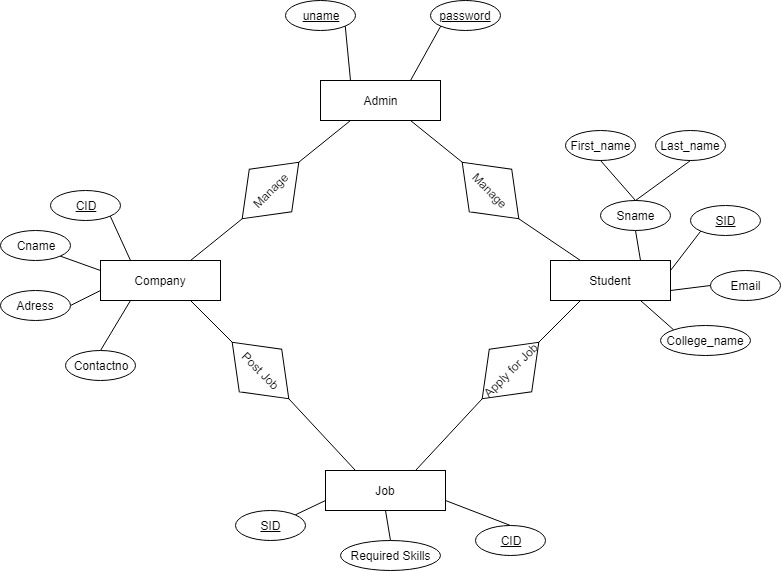 uname
password
Admin
First_name
Last_name
Manage
Manage
CID
Sname
SID
Cname
Company
Student
Email
Adress
College_name
Contactno
Post Job
Apply for Job
Job
SID
Required Skills
CID